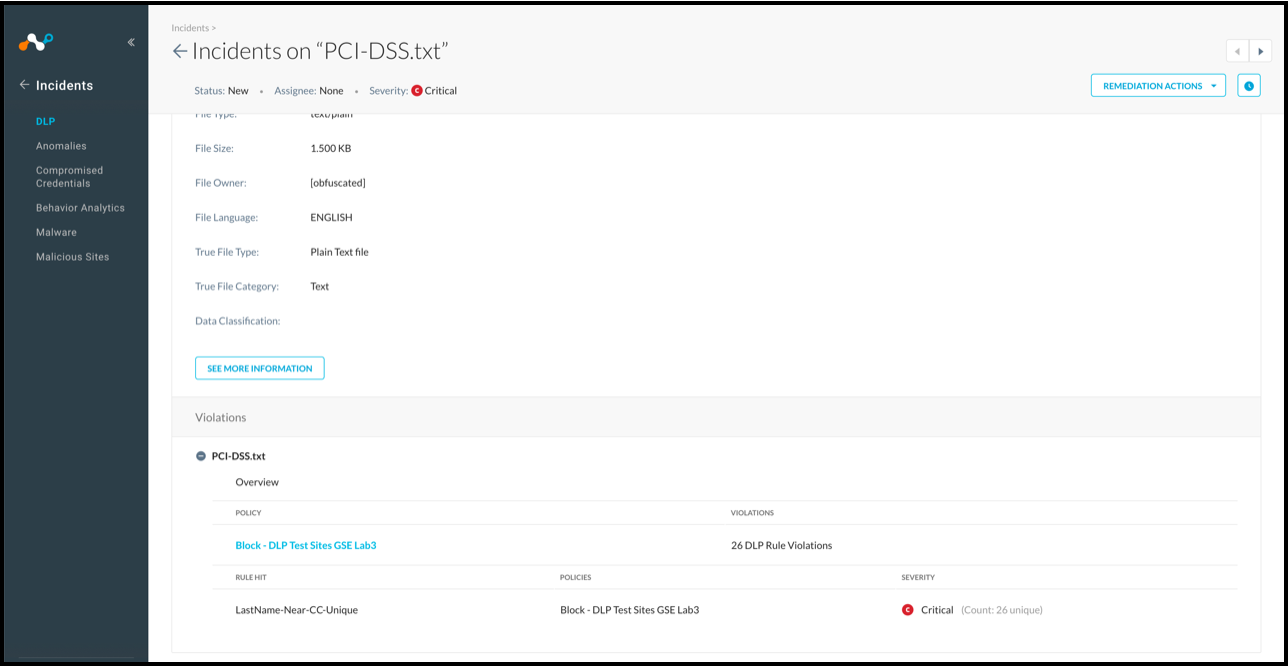 Incidents >
Incidents on “PCI-DSS.txt”
Status: New • Assignee: None • Severity: C Critical
REMEDIATION ACTIONS
Incidents
DLP
Anomalies
Compromised
Credentials
Behavior Analytics
Malware
Malicious Sites
File Type: text/plain
File Size: 1.500 KB
File Owner: [obfuscated]
File Language: ENGLISH
True File Type: Plain Text file
True File Category: Text
Data Classification:
SEE MORE INFORMATION
Violations
PCI-DSS.txt
Overview
POLICY VIOLATIONS
Block - DLP Test Sites GSE Lab3 26 DLP Rule Violations
RULE HIT POLICIES SEVERITY
LastName-Near-CC-Unique Block - DLP Test Sites GSE Lab3 C Critical (Count: 26 unique)